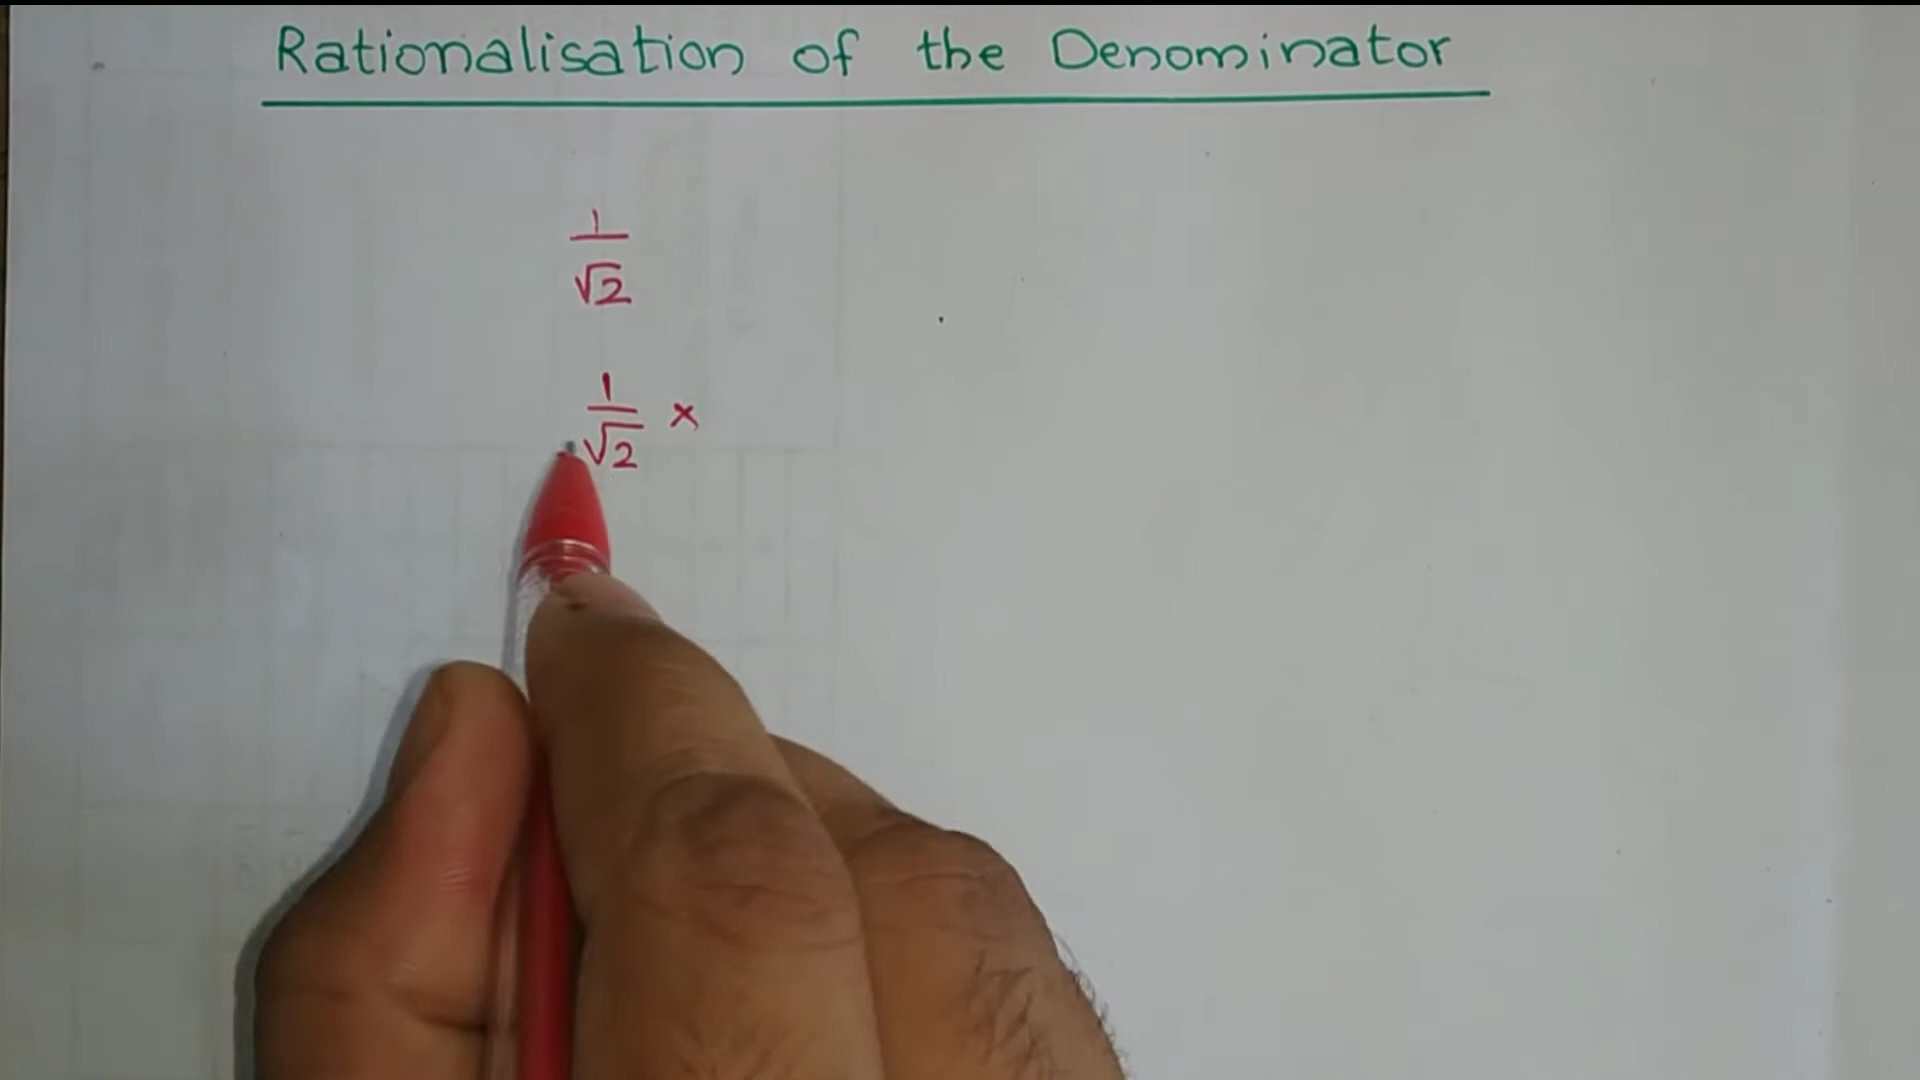 Rationalisation of the Denominator
1
√2
1
√2 ×